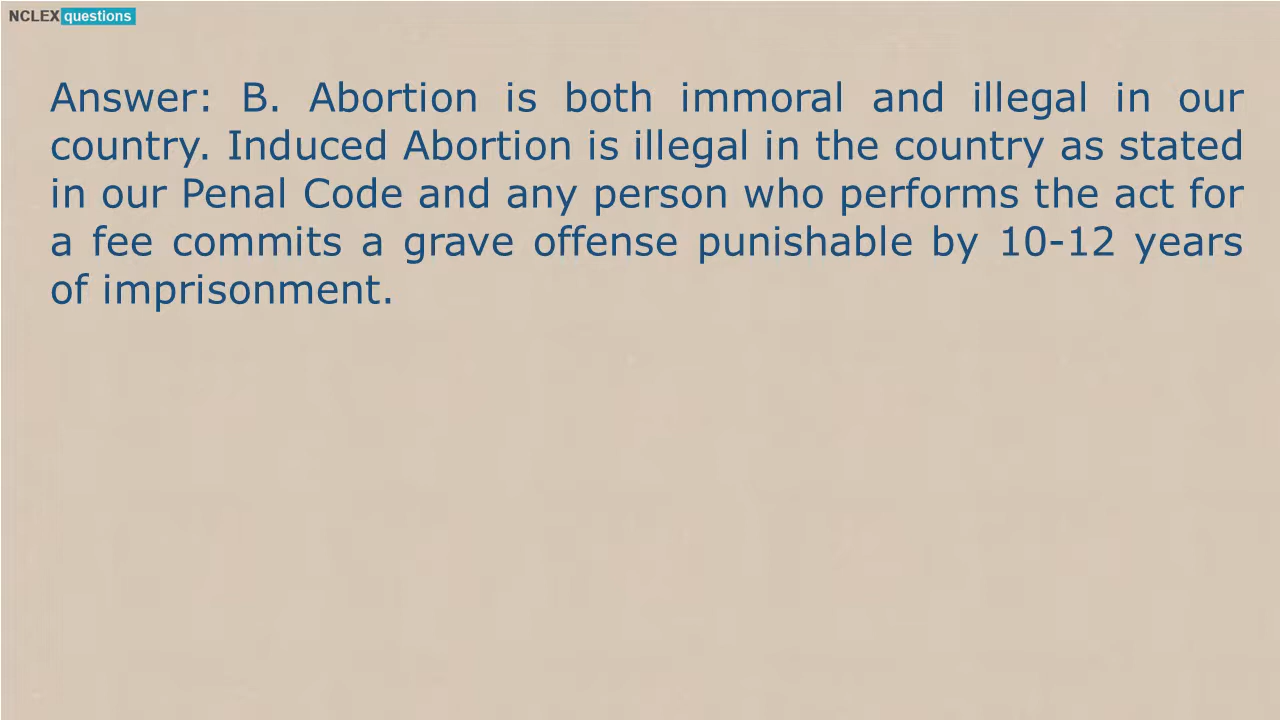 NCLEX questions
Answer: B. Abortion is both immoral and illegal in our
country. Induced Abortion is illegal in the country as stated
in our Penal Code and any person who performs the act for
a fee commits a grave offense punishable by 10-12 years
of imprisonment.